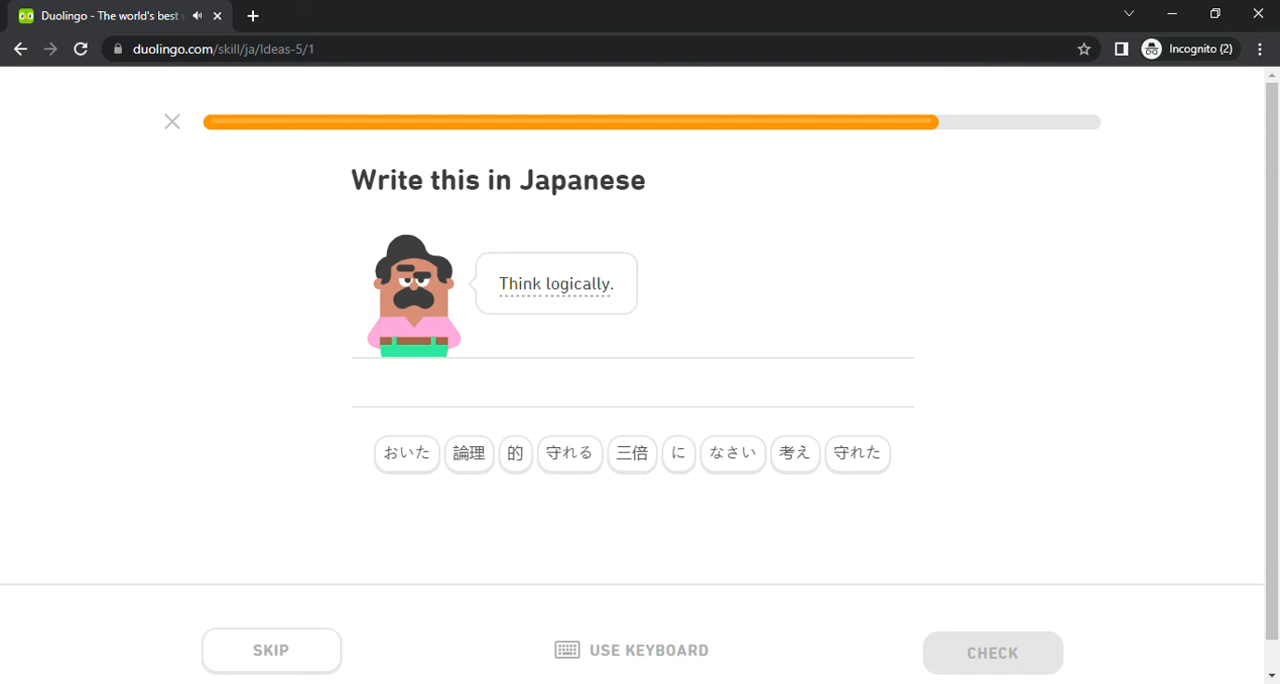 Duolingo - The world's best
duolingo.com/skill/ja/Ideas-5/1
Incognito (2)
Write this in Japanese
Think logically.
おいた 論理 的 守れる 三倍 に なさい 考え 守れた
SKIP
USE KEYBOARD
CHECK